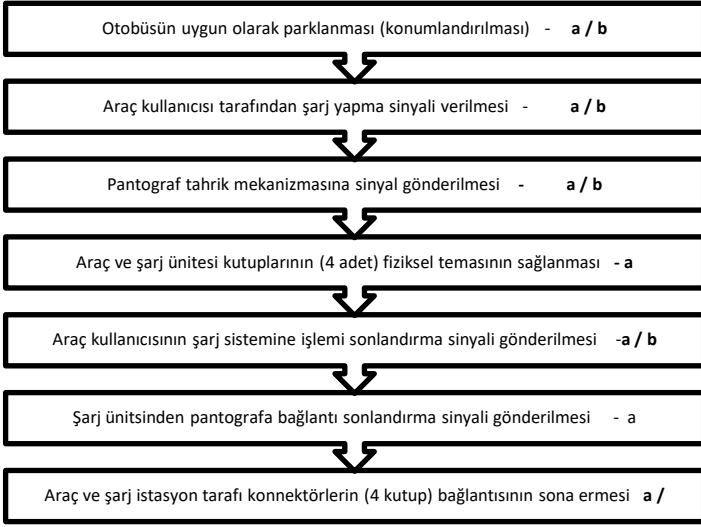 Otobüsün uygun olarak parklanması (konumlandırılması) - a / b
Araç kullanıcısı tarafından şarj yapma sinyali verilmesi - a / b
Pantograf tahrik mekanizmasına sinyal gönderilmesi - a / b
Araç ve şarj ünitesi kutuplarının (4 adet) fiziksel temasının sağlanması - a
Araç kullanıcısının şarj sistemine işlemi sonlandırma sinyali gönderilmesi -a / b
Şarj ünitsinden pantografa bağlantı sonlandırma sinyali gönderilmesi - a
Araç ve şarj istasyon tarafı konnektörlerin (4 kutup) bağlantısının sona ermesi a /